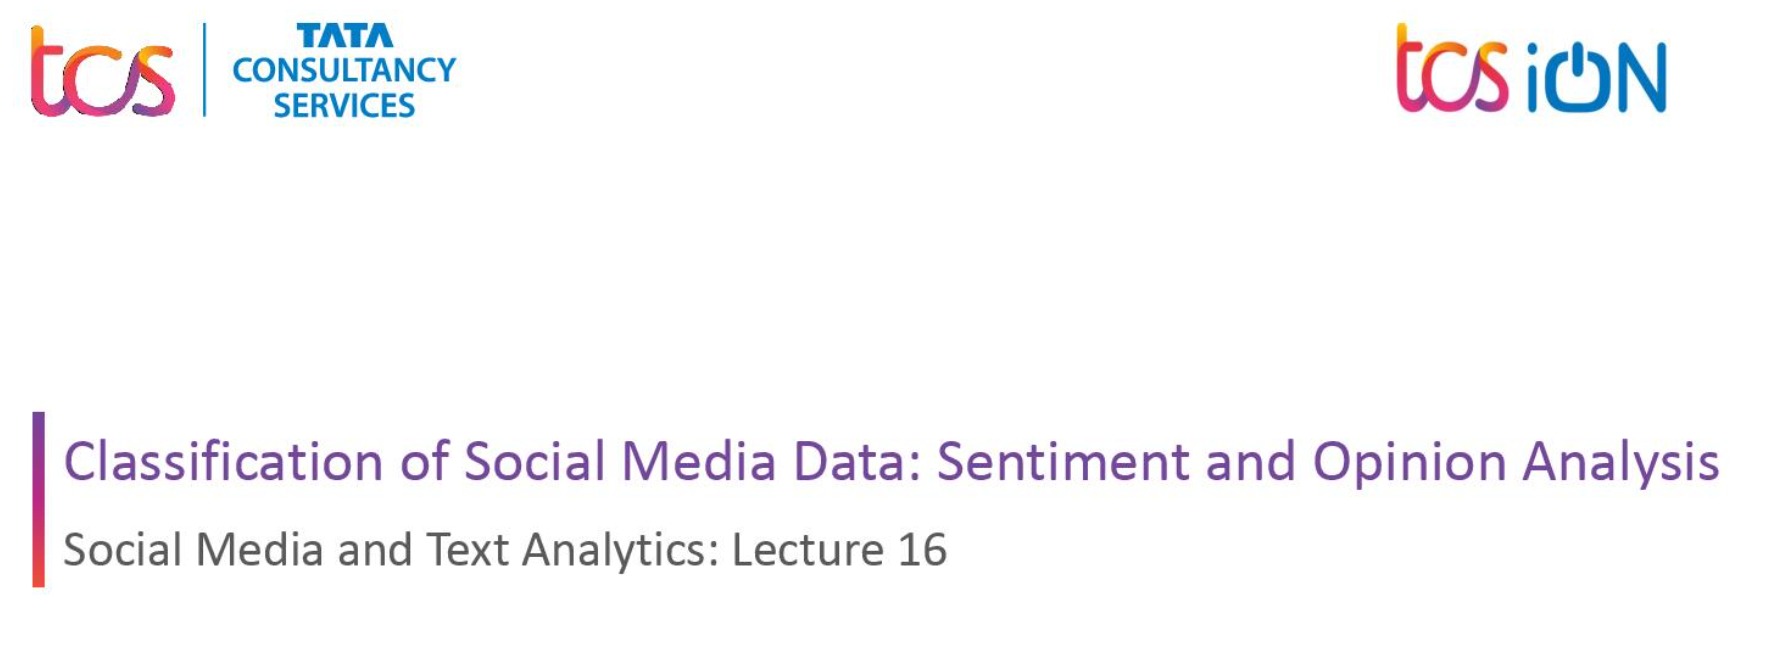 tcs
TATA
CONSULTANCY
SERVICES
tcs iON
Classification of Social Media Data: Sentiment and Opinion Analysis
Social Media and Text Analytics: Lecture 16